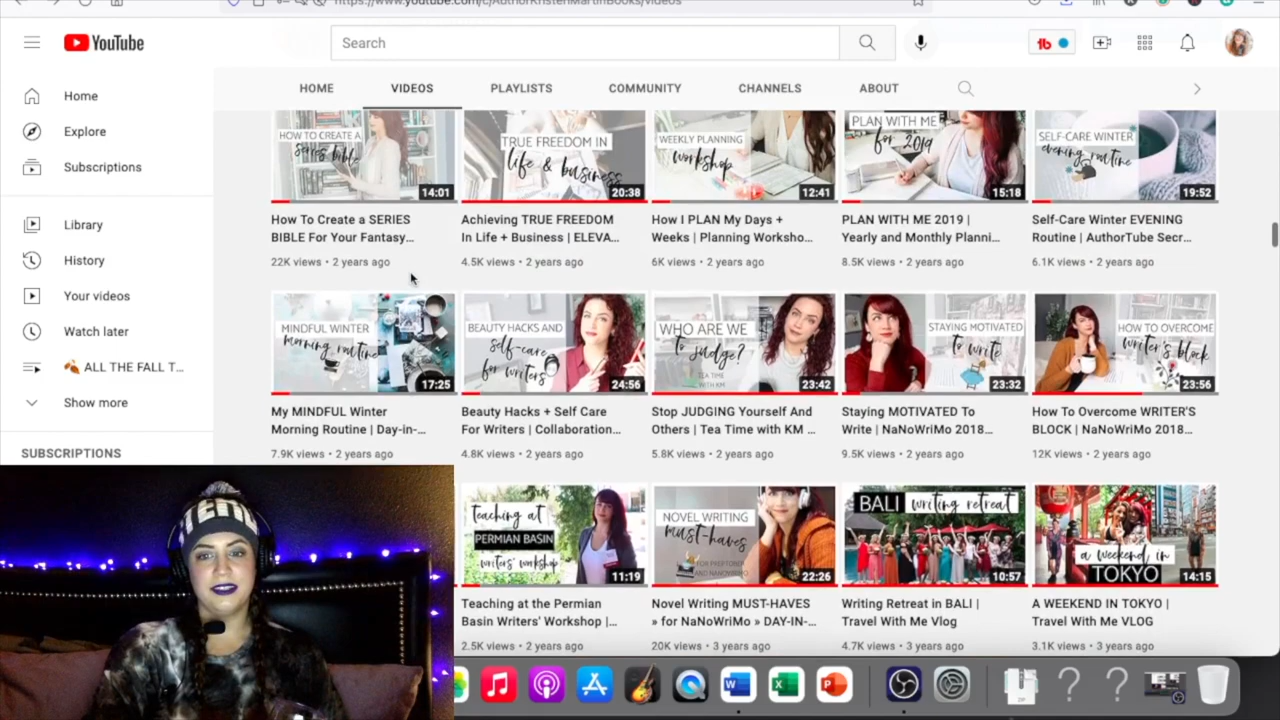 https://www.youtube.com/c/AuthorKristenMartinBooks/videos
YouTube
Search
HOME
VIDEOS
PLAYLISTS
COMMUNITY
CHANNELS
ABOUT
Home
Explore
Subscriptions
Library
History
Your videos
Watch later
ALL THE FALL T...
Show more
SUBSCRIPTIONS
HOW TO CREATE A
series bible
14:01
TRUE FREEDOM IN
life & business
20:38
WEEKLY PLANNING
workshop
12:41
PLAN WITH ME
for 2019
15:18
SELF-CARE WINTER
evening routine
19:52
How To Create a SERIES
BIBLE For Your Fantasy...
22K views • 2 years ago
Achieving TRUE FREEDOM
In Life + Business | ELEVA...
4.5K views • 2 years ago
How I PLAN My Days +
Weeks | Planning Worksho...
6K views • 2 years ago
PLAN WITH ME 2019 |
Yearly and Monthly Planni...
8.5K views • 2 years ago
Self-Care Winter EVENING
Routine | AuthorTube Secr...
6.1K views • 2 years ago
MINDFUL WINTER
morning routine
17:25
BEAUTY HACKS AND
self-care
for writers
24:56
WHO ARE WE
to judge?
TEA TIME
WITH KM
23:42
STAYING MOTIVATED
to write
23:32
HOW TO OVERCOME
writer's
block
23:56
My MINDFUL Winter
Morning Routine | Day-in-...
7.9K views • 2 years ago
Beauty Hacks + Self Care
For Writers | Collaboration...
4.8K views • 2 years ago
Stop JUDGING Yourself And
Others | Tea Time with KM ...
5.8K views • 2 years ago
Staying MOTIVATED To
Write | NaNoWriMo 2018...
9.5K views • 2 years ago
How To Overcome WRITER'S
BLOCK | NaNoWriMo 2018...
12K views • 2 years ago
teaching at
PERMIAN BASIN
writers' workshop
11:19
NOVEL WRITING
must-haves
FOR PREPTOBER
AND NANOWRIMO
22:26
BALI writing retreat
10:57
a weekend in
TOKYO
14:15
Teaching at the Permian
Basin Writers' Workshop |...
2.5K views • 2 years ago
Novel Writing MUST-HAVES
» for NaNoWriMo » DAY-IN-...
20K views • 3 years ago
Writing Retreat in BALI |
Travel With Me Vlog
4.7K views • 3 years ago
A WEEKEND IN TOKYO |
Travel With Me VLOG
3.1K views • 3 years ago